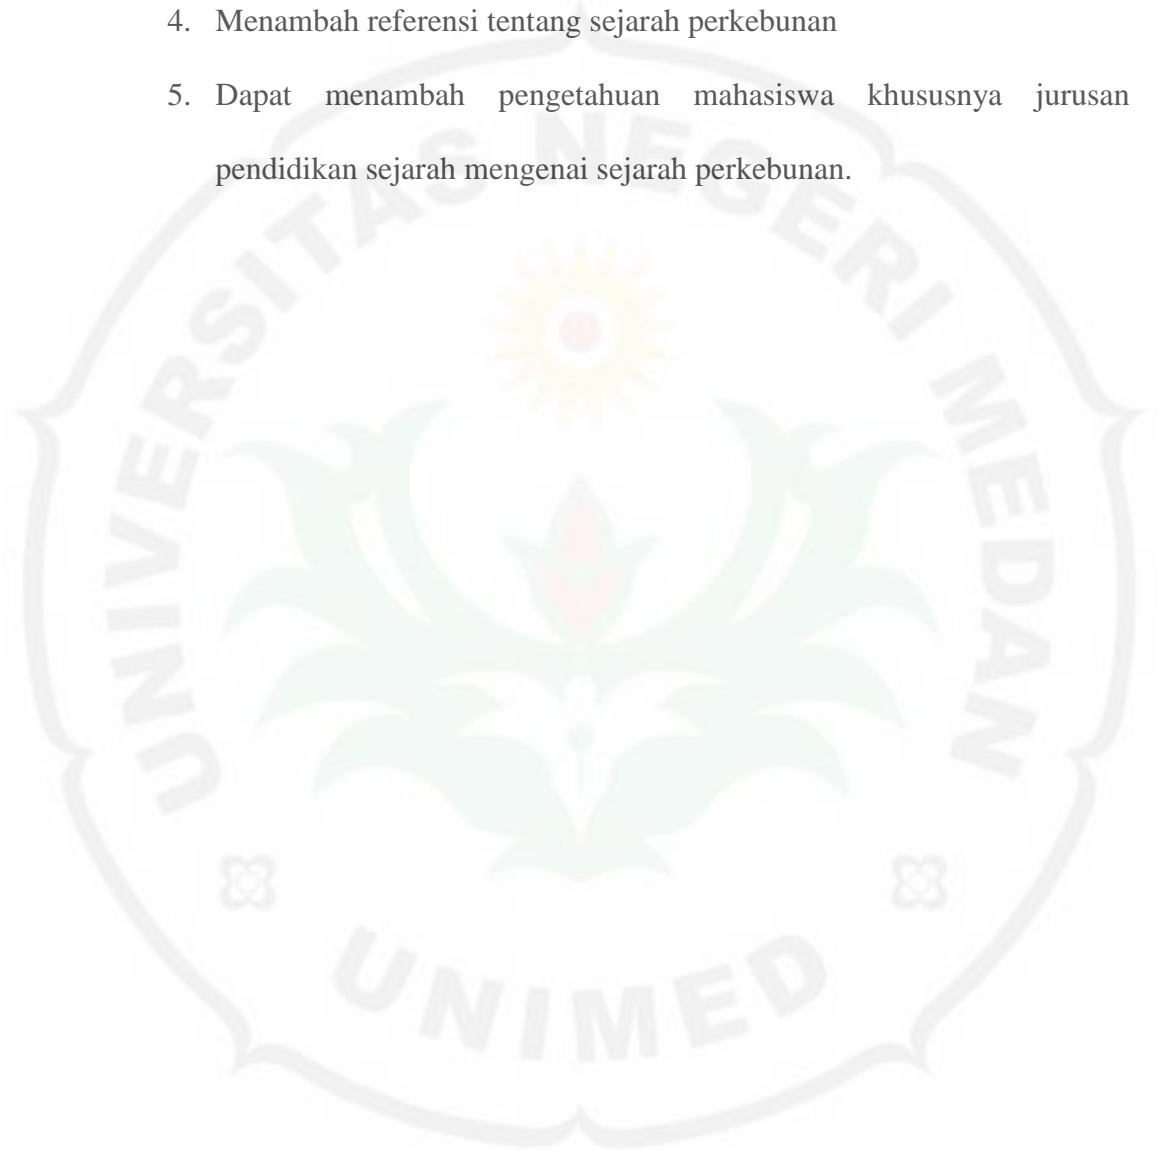 4. Menambah referensi tentang sejarah perkebunan
5. Dapat menambah pengetahuan mahasiswa khususnya jurusan
pendidikan sejarah mengenai sejarah perkebunan.
UNIVERSITAS NEGERI MEDAN
UNIMED